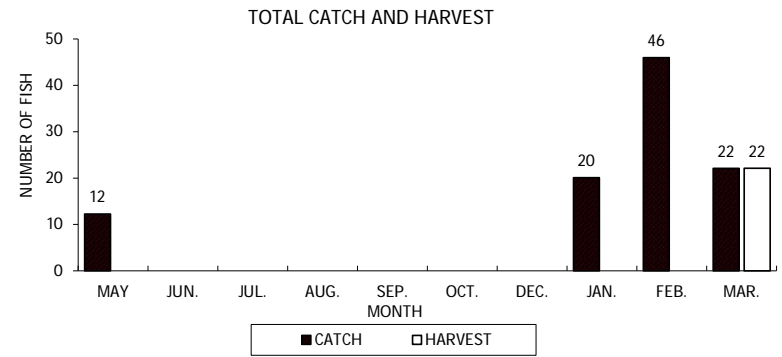 TOTAL CATCH AND HARVEST
50
40
30
20
10
0
NUMBER OF FISH
12
20
46
22 22
MAY JUN. JUL. AUG. SEP. OCT. DEC. JAN. FEB. MAR.
MONTH
CATCH HARVEST